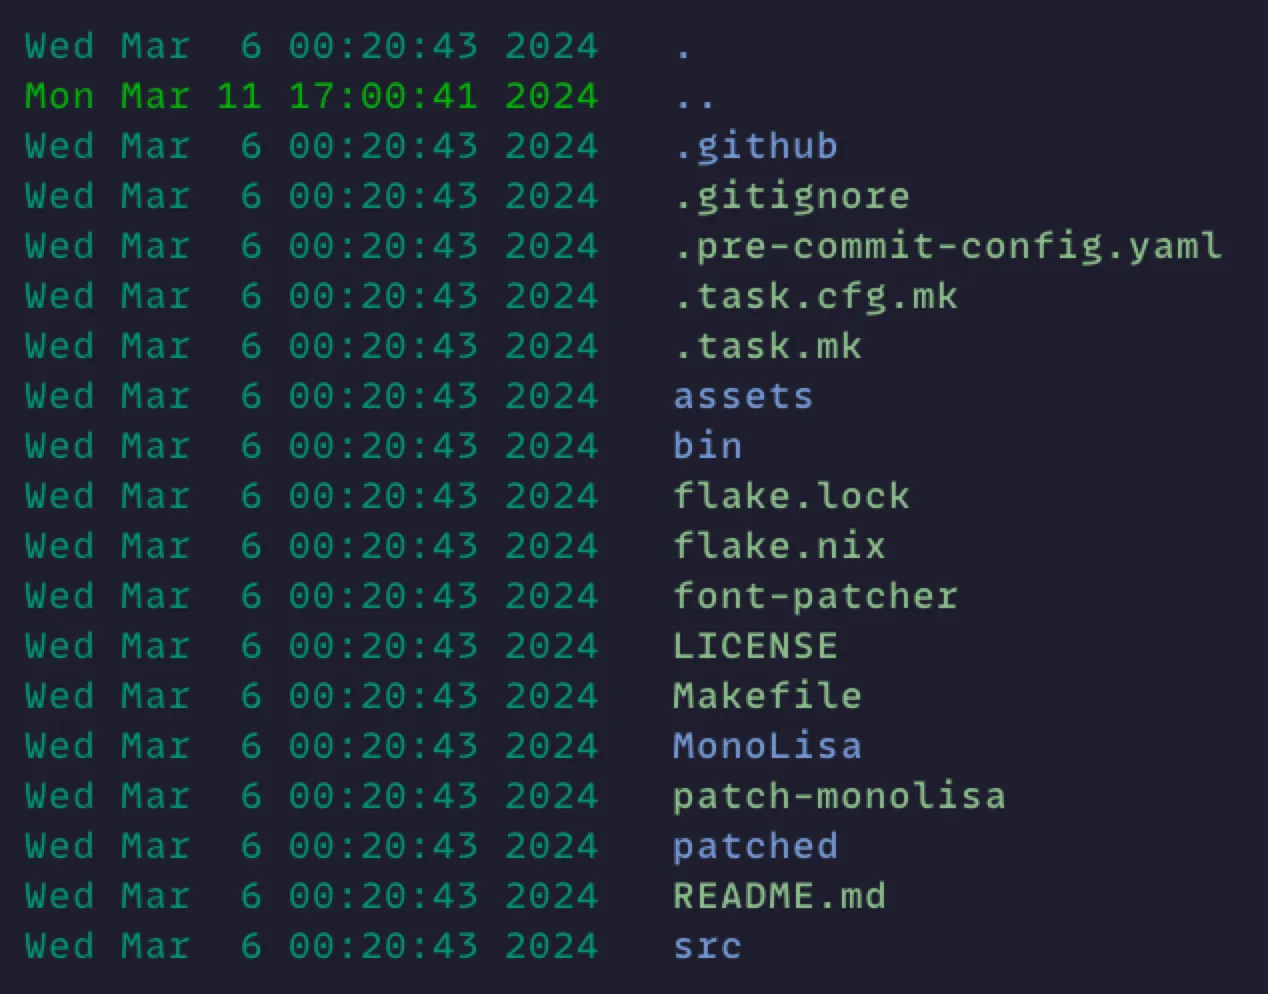 Wed Mar  6 00:20:43 2024   .
Mon Mar 11 17:00:41 2024   ..
Wed Mar  6 00:20:43 2024   .github
Wed Mar  6 00:20:43 2024   .gitignore
Wed Mar  6 00:20:43 2024   .pre-commit-config.yaml
Wed Mar  6 00:20:43 2024   .task.cfg.mk
Wed Mar  6 00:20:43 2024   .task.mk
Wed Mar  6 00:20:43 2024   assets
Wed Mar  6 00:20:43 2024   bin
Wed Mar  6 00:20:43 2024   flake.lock
Wed Mar  6 00:20:43 2024   flake.nix
Wed Mar  6 00:20:43 2024   font-patcher
Wed Mar  6 00:20:43 2024   LICENSE
Wed Mar  6 00:20:43 2024   Makefile
Wed Mar  6 00:20:43 2024   MonoLisa
Wed Mar  6 00:20:43 2024   patch-monolisa
Wed Mar  6 00:20:43 2024   patched
Wed Mar  6 00:20:43 2024   README.md
Wed Mar  6 00:20:43 2024   src